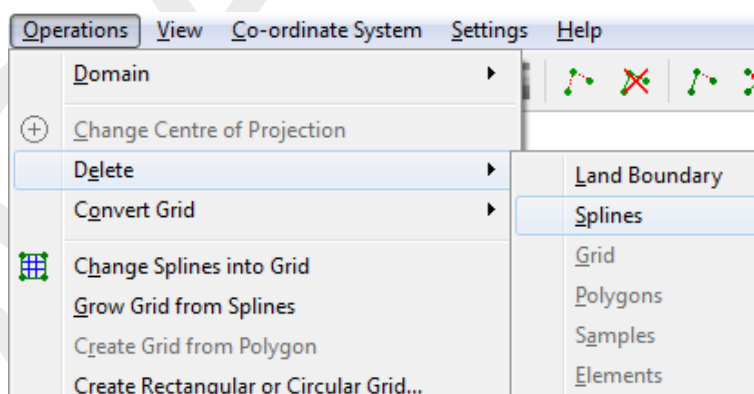 Operations View Co-ordinate System Settings Help
Domain
Change Centre of Projection
Delete
Land Boundary
Convert Grid
Splines
Grid
Change Splines into Grid
Polygons
Grow Grid from Splines
Samples
Create Grid from Polygon
Elements
Create Rectangular or Circular Grid...